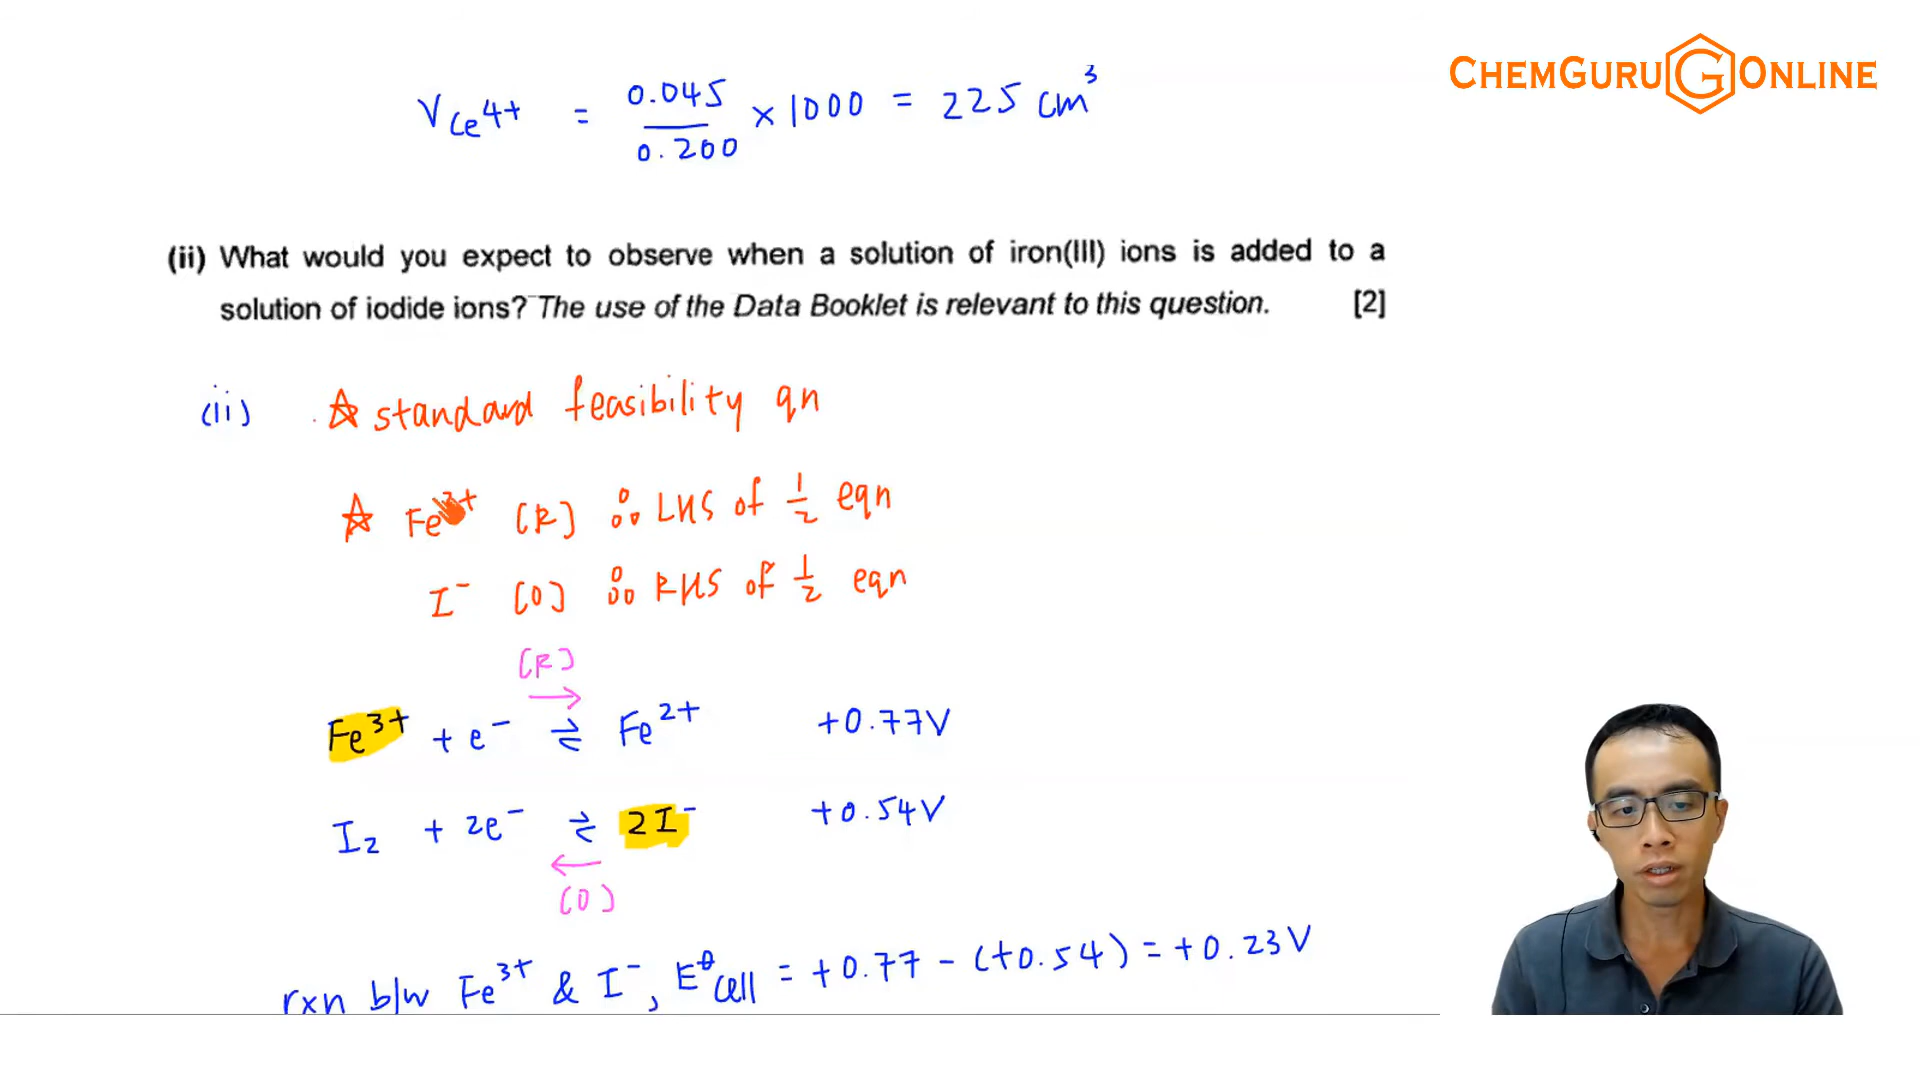 CHEMGURU G ONLINE
V Ce4+ = 0.045/0.200 × 1000 = 225 cm³
(ii) What would you expect to observe when a solution of iron(III) ions is added to a
solution of iodide ions? The use of the Data Booklet is relevant to this question. [2]
(ii) ☆ standard feasibility qn
☆ Fe³⁺ [R] ∴ LHS of ½ eqn
I⁻ [O] ∴ RHS of ½ eqn
[R]
→
Fe³⁺ + e⁻ ⇌ Fe²⁺ +0.77V
I₂ + 2e⁻ ⇌ 2I⁻ +0.54V
←
[O]
rxn b/w Fe³⁺ & I⁻, E⦵cell = +0.77 − (+0.54) = +0.23V